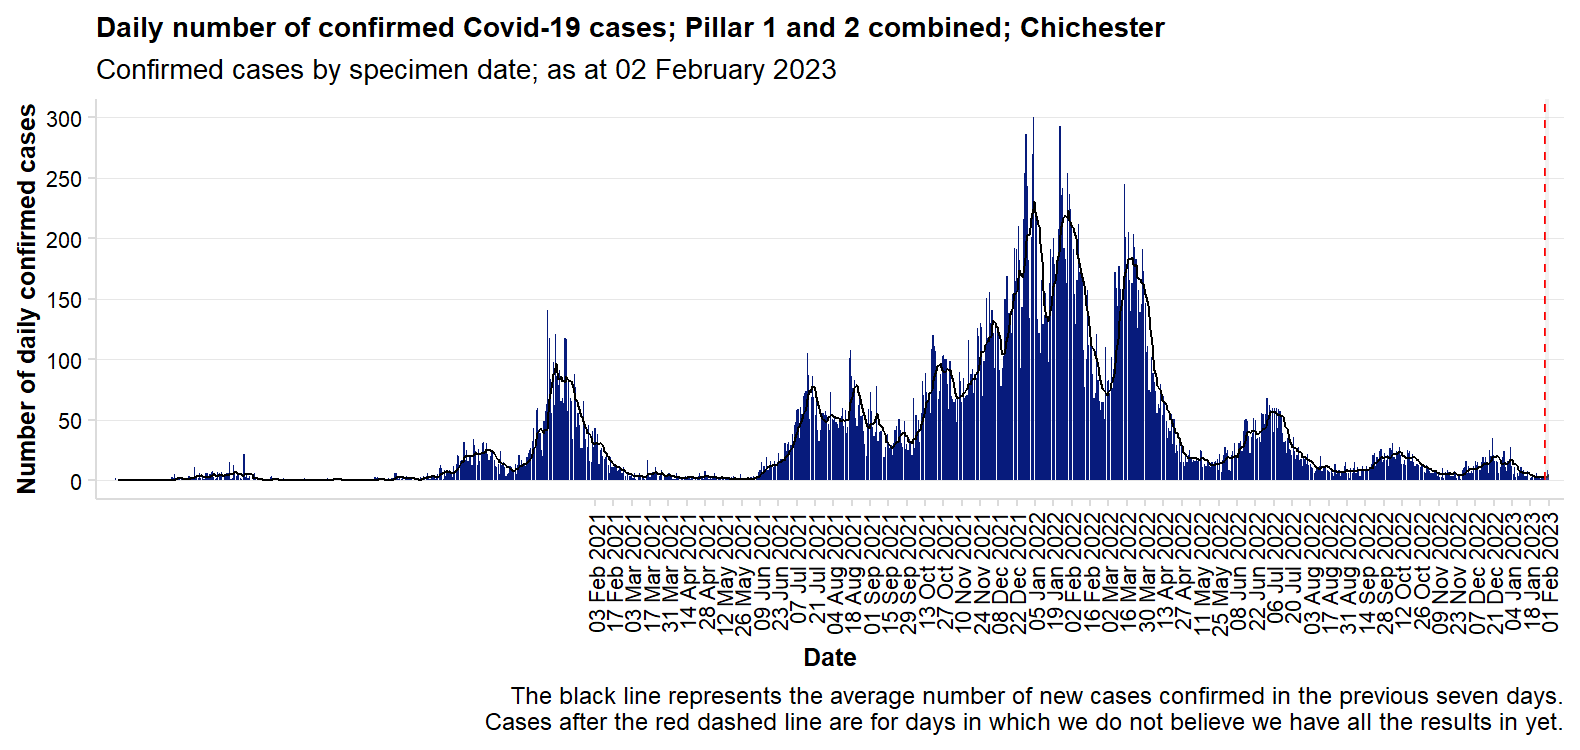 Daily number of confirmed Covid-19 cases; Pillar 1 and 2 combined; Chichester
Confirmed cases by specimen date; as at 02 February 2023
Number of daily confirmed cases
300
250
200
150
100
50
0
03 Feb 2021
17 Feb 2021
03 Mar 2021
17 Mar 2021
31 Mar 2021
14 Apr 2021
28 Apr 2021
12 May 2021
26 May 2021
09 Jun 2021
23 Jun 2021
07 Jul 2021
21 Jul 2021
04 Aug 2021
18 Aug 2021
01 Sep 2021
15 Sep 2021
29 Sep 2021
13 Oct 2021
27 Oct 2021
10 Nov 2021
24 Nov 2021
08 Dec 2021
22 Dec 2021
05 Jan 2022
19 Jan 2022
02 Feb 2022
16 Feb 2022
02 Mar 2022
16 Mar 2022
30 Mar 2022
13 Apr 2022
27 Apr 2022
11 May 2022
25 May 2022
08 Jun 2022
22 Jun 2022
06 Jul 2022
20 Jul 2022
03 Aug 2022
17 Aug 2022
31 Aug 2022
14 Sep 2022
28 Sep 2022
12 Oct 2022
26 Oct 2022
09 Nov 2022
23 Nov 2022
07 Dec 2022
21 Dec 2022
04 Jan 2023
18 Jan 2023
01 Feb 2023
Date
The black line represents the average number of new cases confirmed in the previous seven days.
Cases after the red dashed line are for days in which we do not believe we have all the results in yet.